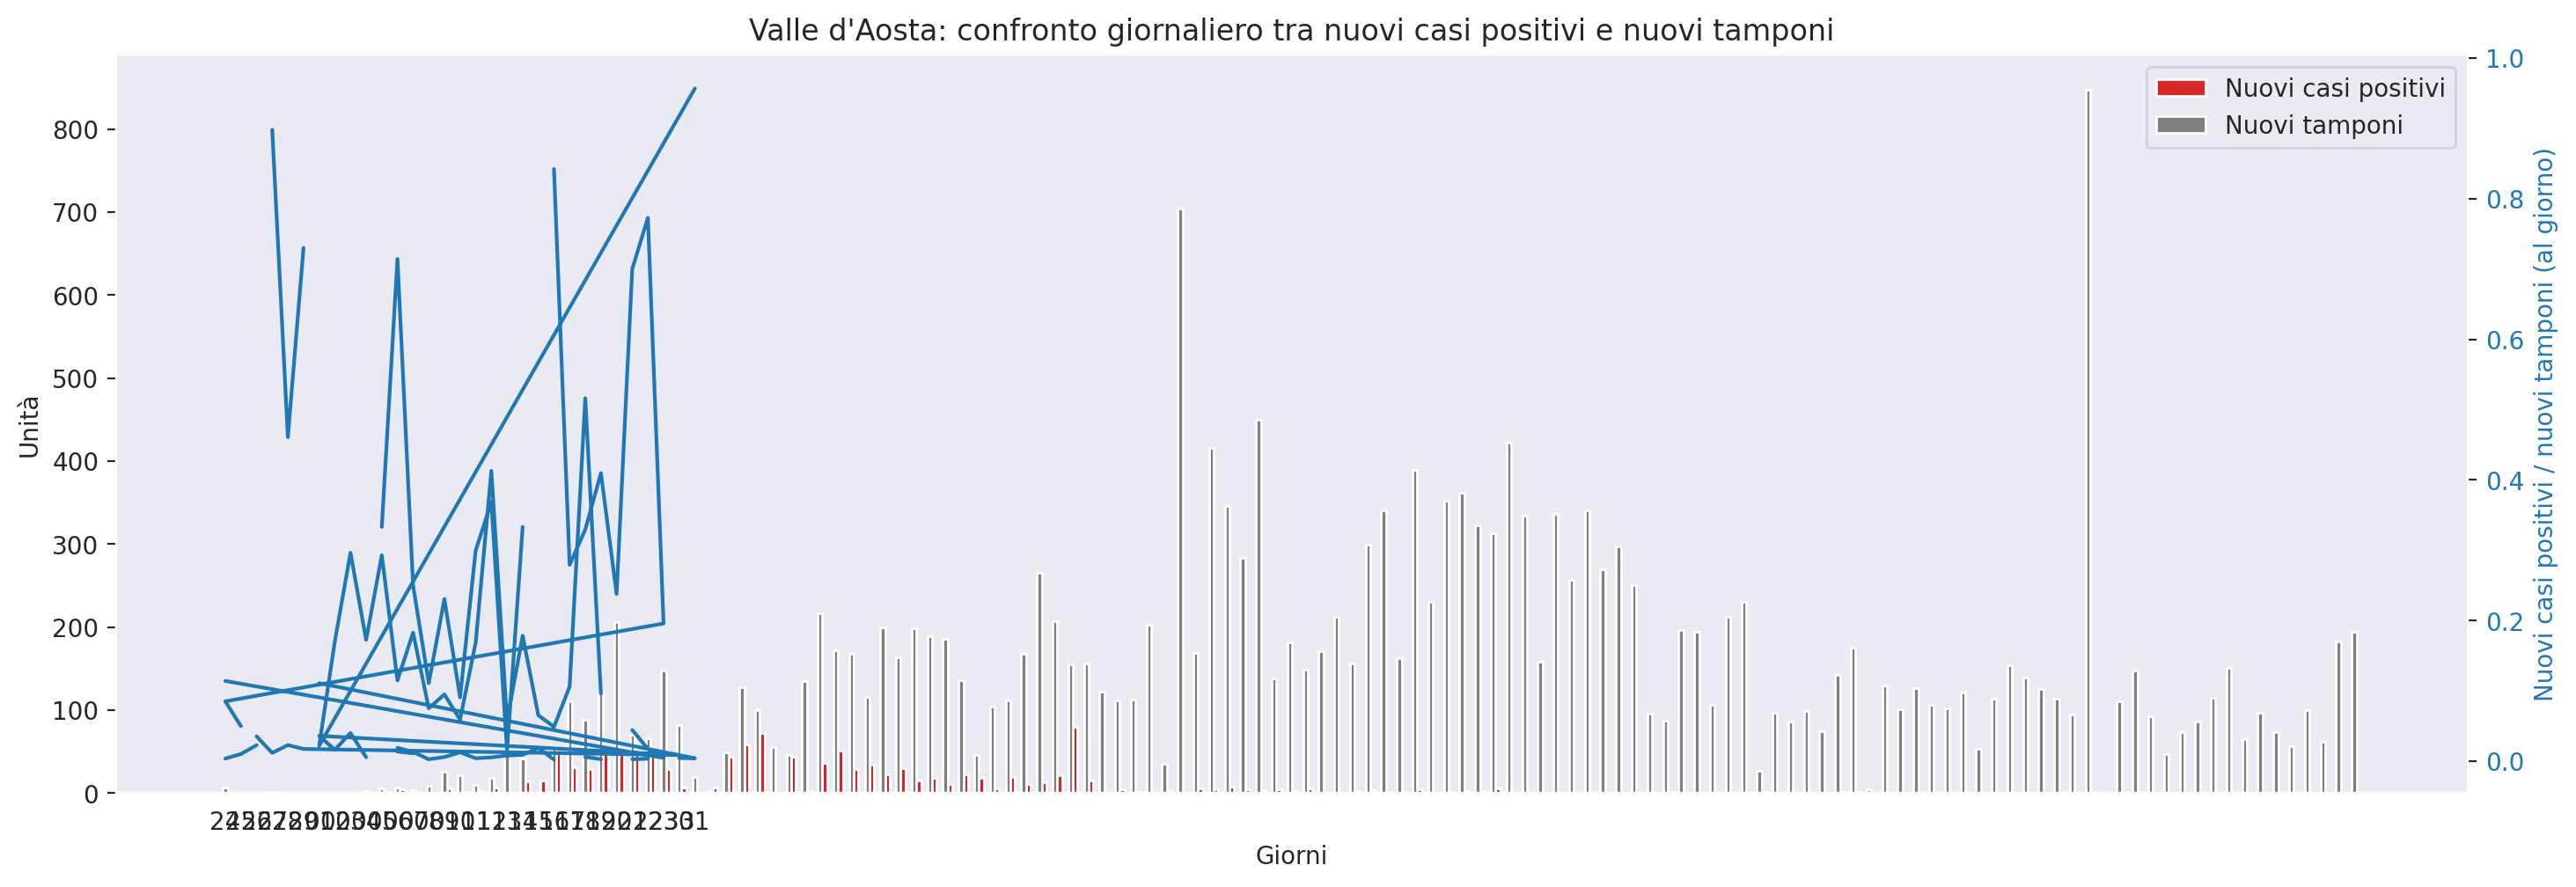 Valle d'Aosta: confronto giornaliero tra nuovi casi positivi e nuovi tamponi
Nuovi casi positivi
Nuovi tamponi
800
700
600
500
400
300
200
100
0
Unità
1.0
0.8
0.6
0.4
0.2
0.0
Nuovi casi positivi / nuovi tamponi (al giorno)
Giorni